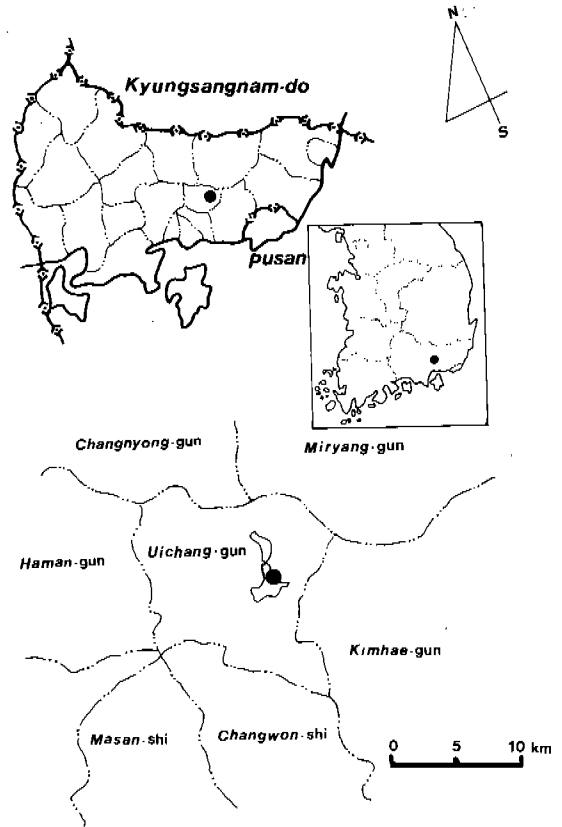 N
S
Kyungsangnam-do
pusan
Changnyong-gun
Miryang-gun
Haman-gun
Uichang-gun
Kimhae-gun
Masan-shi
Changwon-shi
0 5 10 km